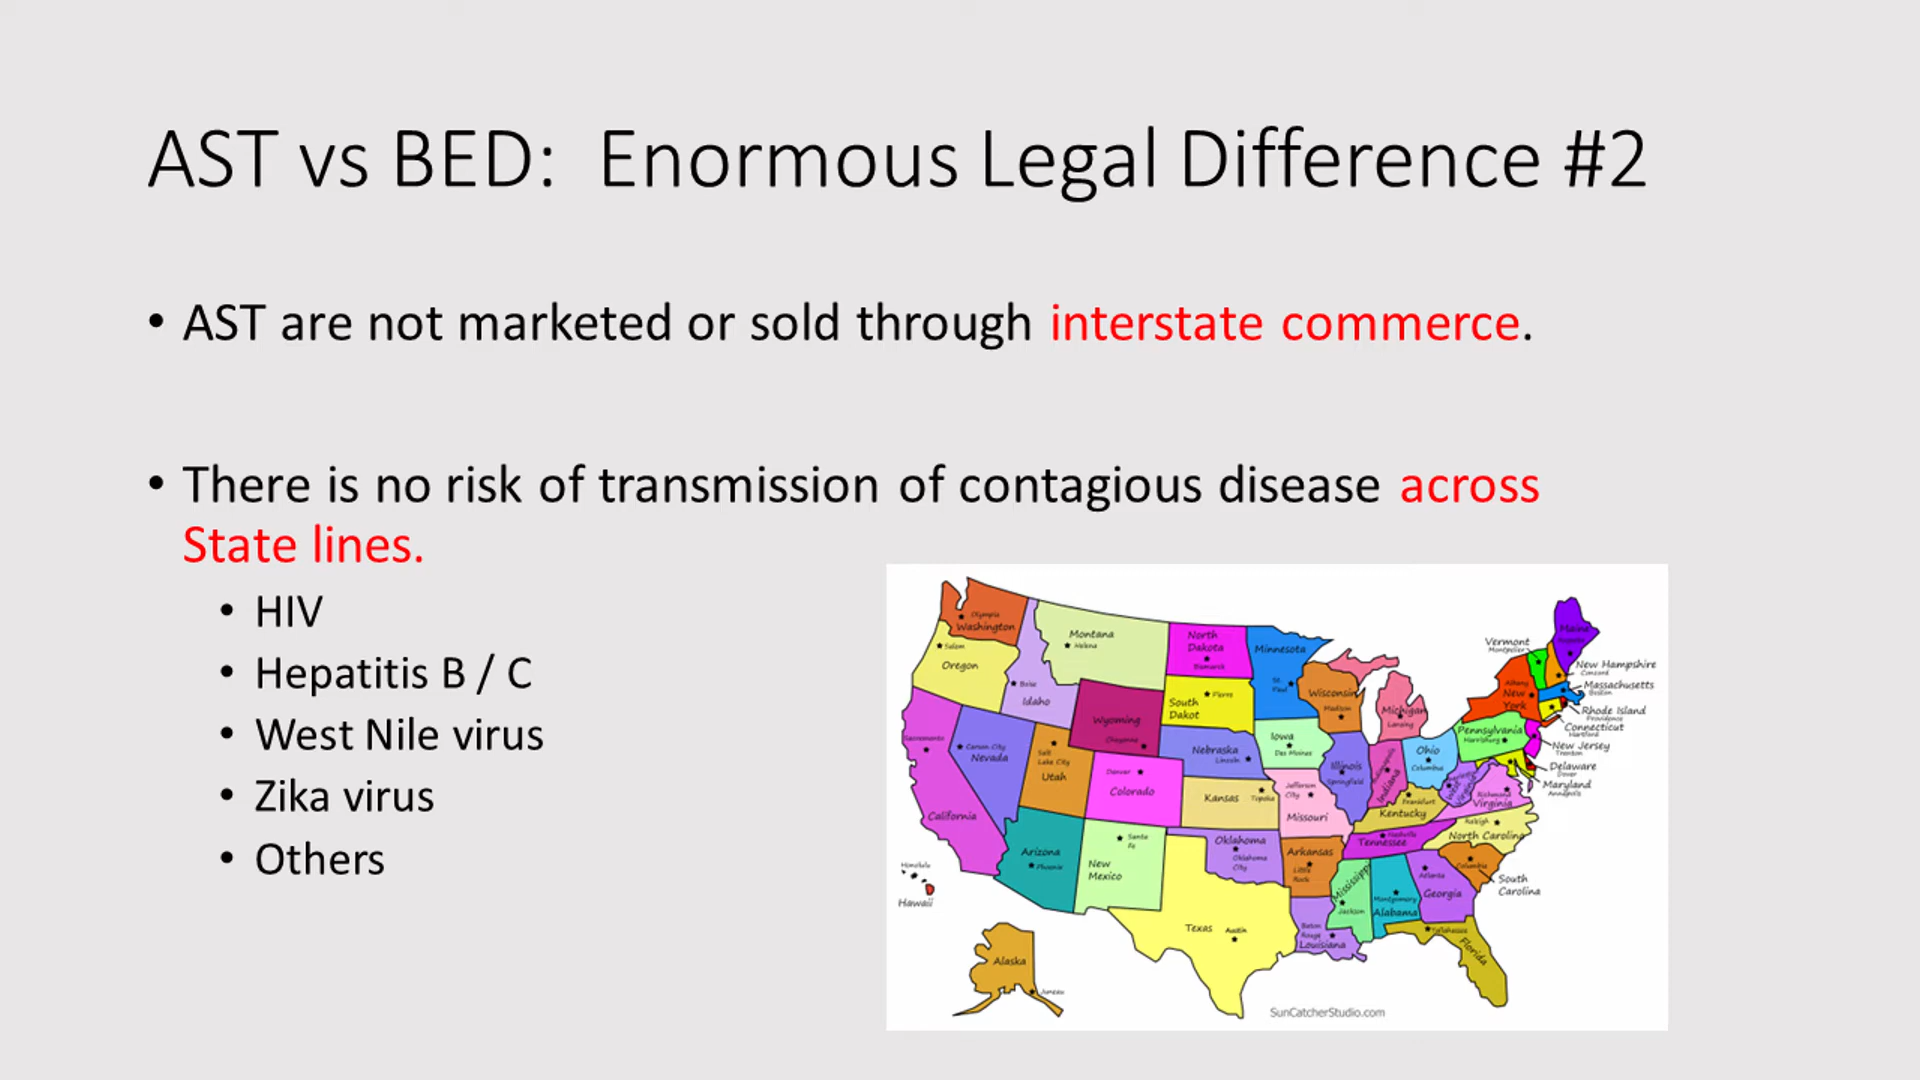 AST vs BED: Enormous Legal Difference #2
• AST are not marketed or sold through interstate commerce.
• There is no risk of transmission of contagious disease across
State lines.
• HIV
• Hepatitis B / C
• West Nile virus
• Zika virus
• Others
Olympia
Washington
Salem
Oregon
Montana
Helena
Boise
Idaho
North
Dakota
Bismarck
Minnesota
St.
Paul
South
Dakot
Pierre
Wisconsin
Madison
Michigan
Lansing
Wyoming
Cheyenne
Sacramento
Carson City
Nevada
Salt
Lake City
Utah
Denver
Colorado
Nebraska
Lincoln
Iowa
Des Moines
Illinois
Springfield
Indiana
Indianapolis
Ohio
Columbus
Pennsylvania
Harrisburg
Albany
New
York
Vermont
Montpelier
Maine
New Hampshire
Concord
Massachusetts
Boston
Rhode Island
Providence
Connecticut
Hartford
New Jersey
Trenton
Delaware
Dover
Maryland
Annapolis
West
Virginia
Richmond
Virginia
Kansas
Topeka
Jefferson
City
Missouri
Frankfurt
Kentucky
Nashville
Tennessee
Raleigh
North Carolina
Columbia
South
Carolina
California
Arizona
Phoenix
Santa
Fe
New
Mexico
Oklahoma
Oklahoma
City
Arkansas
Little
Rock
Mississippi
Jackson
Montgomery
Alabama
Atlanta
Georgia
Texas
Austin
Baton
Rouge
Louisiana
Tallahassee
Florida
Honolulu
Hawaii
Alaska
Juneau
SunCatcherStudio.com